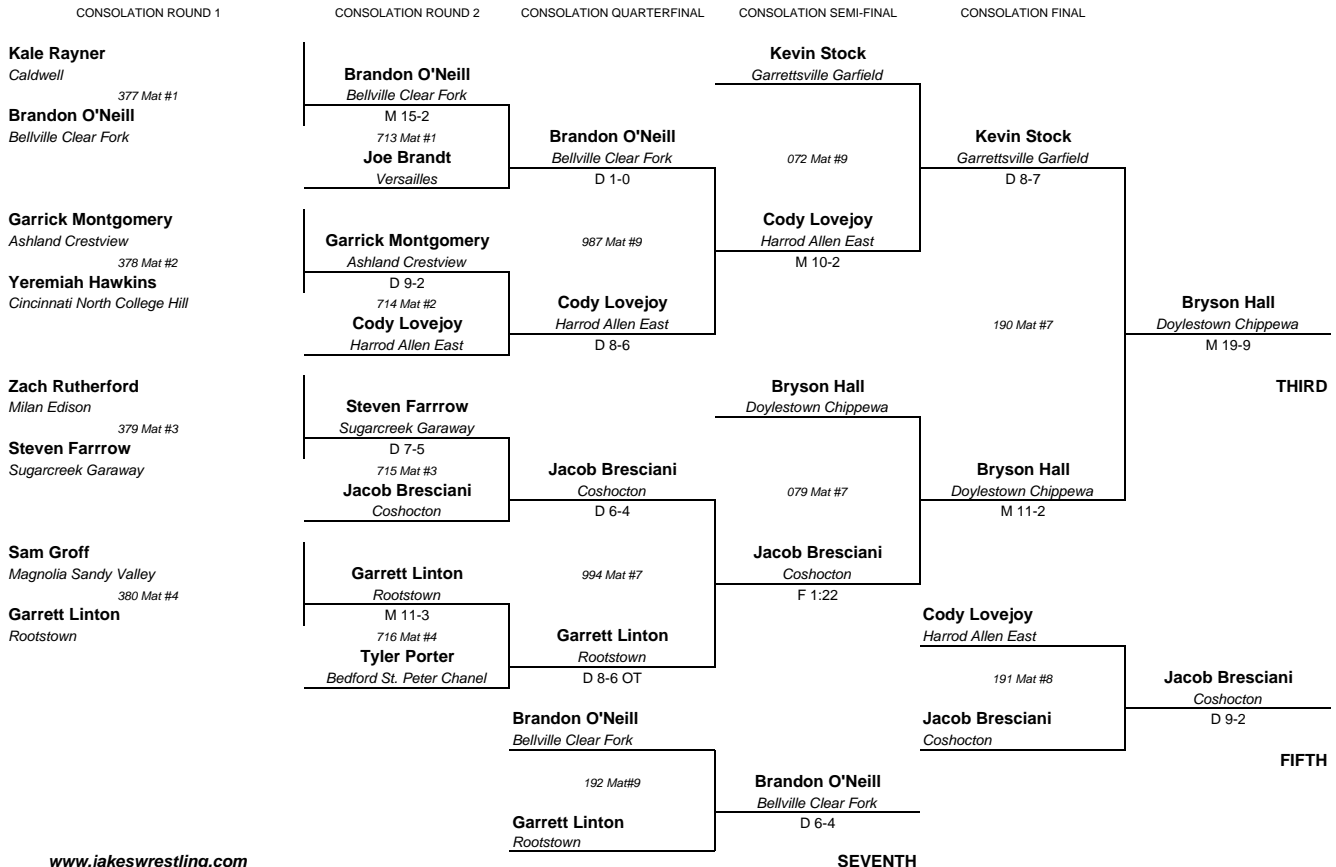 CONSOLATION ROUND 1
CONSOLATION ROUND 2
CONSOLATION QUARTERFINAL
CONSOLATION SEMI-FINAL
CONSOLATION FINAL
Kale Rayner
Caldwell
377 Mat #1
Brandon O'Neill
Bellville Clear Fork
Garrick Montgomery
Ashland Crestview
378 Mat #2
Yeremiah Hawkins
Cincinnati North College Hill
Zach Rutherford
Milan Edison
379 Mat #3
Steven Farrrow
Sugarcreek Garaway
Sam Groff
Magnolia Sandy Valley
380 Mat #4
Garrett Linton
Rootstown
Brandon O'Neill
Bellville Clear Fork
M 15-2
713 Mat #1
Joe Brandt
Versailles
Garrick Montgomery
Ashland Crestview
D 9-2
714 Mat #2
Cody Lovejoy
Harrod Allen East
Steven Farrrow
Sugarcreek Garaway
D 7-5
715 Mat #3
Jacob Bresciani
Coshocton
Garrett Linton
Rootstown
M 11-3
716 Mat #4
Tyler Porter
Bedford St. Peter Chanel
Brandon O'Neill
Bellville Clear Fork
D 1-0
987 Mat #9
Cody Lovejoy
Harrod Allen East
D 8-6
Jacob Bresciani
Coshocton
D 6-4
994 Mat #7
Garrett Linton
Rootstown
D 8-6 OT
Brandon O'Neill
Bellville Clear Fork
192 Mat#9
Garrett Linton
Rootstown
Kevin Stock
Garrettsville Garfield
072 Mat #9
Cody Lovejoy
Harrod Allen East
M 10-2
Bryson Hall
Doylestown Chippewa
079 Mat #7
Jacob Bresciani
Coshocton
F 1:22
Brandon O'Neill
Bellville Clear Fork
D 6-4
SEVENTH
Kevin Stock
Garrettsville Garfield
D 8-7
190 Mat #7
Bryson Hall
Doylestown Chippewa
M 11-2
Cody Lovejoy
Harrod Allen East
191 Mat #8
Jacob Bresciani
Coshocton
Bryson Hall
Doylestown Chippewa
M 19-9
THIRD
Jacob Bresciani
Coshocton
D 9-2
FIFTH
www.jakeswrestling.com